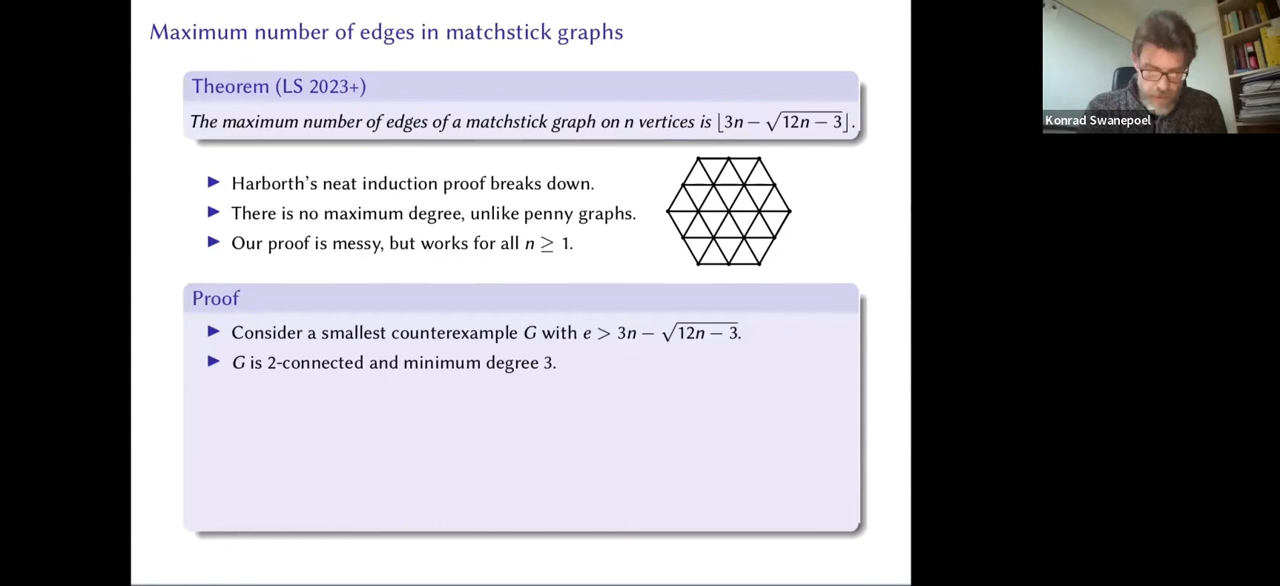 Maximum number of edges in matchstick graphs
Theorem (LS 2023+)
The maximum number of edges of a matchstick graph on n vertices is ⌊3n − √12n − 3⌋.
▶ Harborth's neat induction proof breaks down.
▶ There is no maximum degree, unlike penny graphs.
▶ Our proof is messy, but works for all n ≥ 1.
Proof
▶ Consider a smallest counterexample G with e > 3n − √12n − 3.
▶ G is 2-connected and minimum degree 3.
Konrad Swanepoel